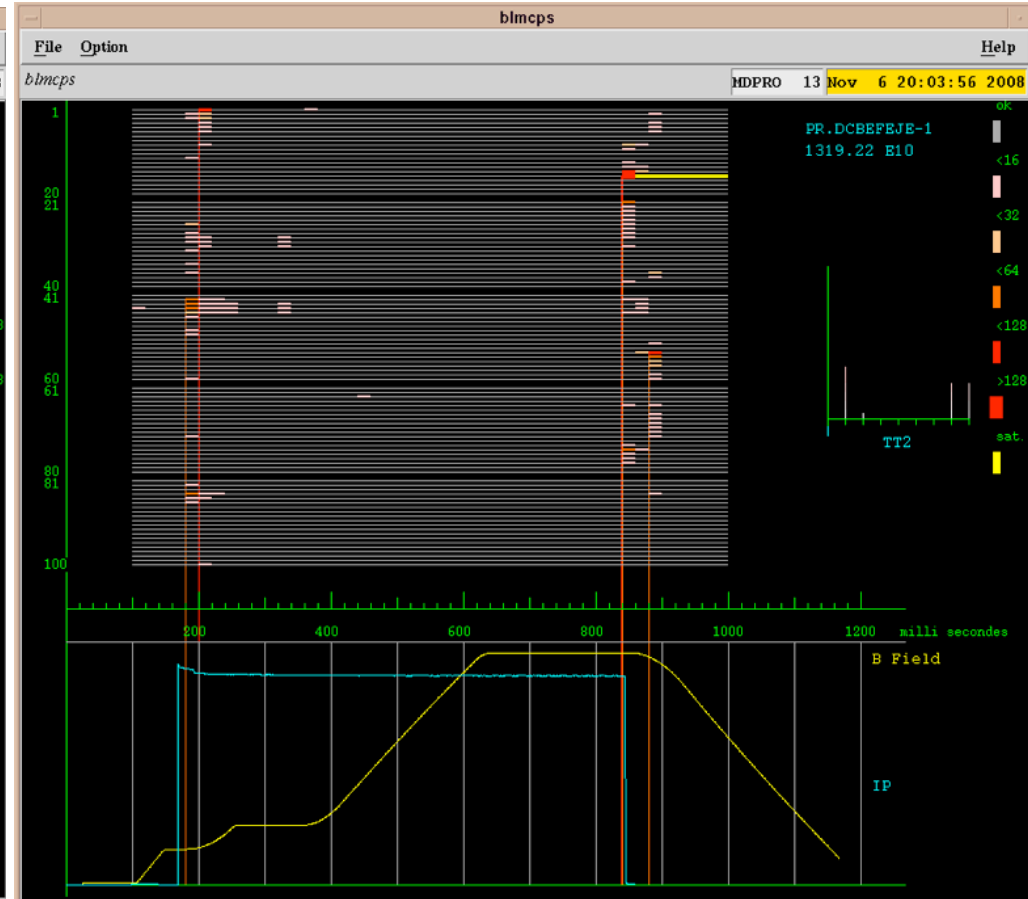 blmcps
File Option Help
blmcps MDPRO 13 Nov 6 20:03:56 2008
PR.DCBEFEJE-1
1319.22 E10
ok
<16
<32
<64
<128
>128
sat.
1
20
21
40
41
60
61
80
81
100
TT2
200 400 600 800 1000 1200 milli secondes
B Field
IP